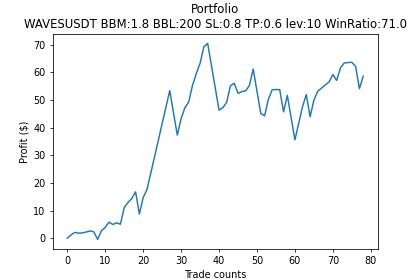 Portfolio
WAVESUSDT BBM:1.8 BBL:200 SL:0.8 TP:0.6 lev:10 WinRatio:71.0
70
60
50
40
30
20
10
0
Profit ($)
0 10 20 30 40 50 60 70 80
Trade counts